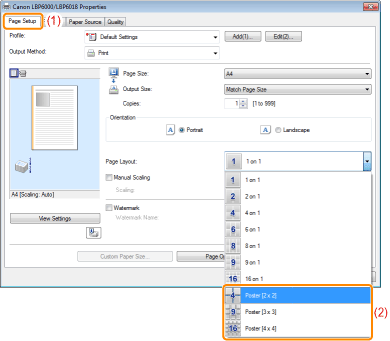 Canon LBP6000/LBP6018 Properties
Page Setup (1) Paper Source Quality
Profile: Default Settings Add(1)... Edit(2)...
Output Method: Print
Page Size: A4
Output Size: Match Page Size
Copies: 1 [1 to 999]
Orientation
A Portrait A Landscape
Page Layout: 1 1 on 1
Manual Scaling 1 1 on 1
Scaling: 2 2 on 1
A4 [Scaling: Auto] 4 4 on 1
Watermark 6 6 on 1
View Settings Watermark Name: 8 8 on 1
9 9 on 1
Custom Paper Size... Page Op
16 16 on 1
4 Poster [2 x 2]
9 Poster [3 x 3] (2)
16 Poster [4 x 4]